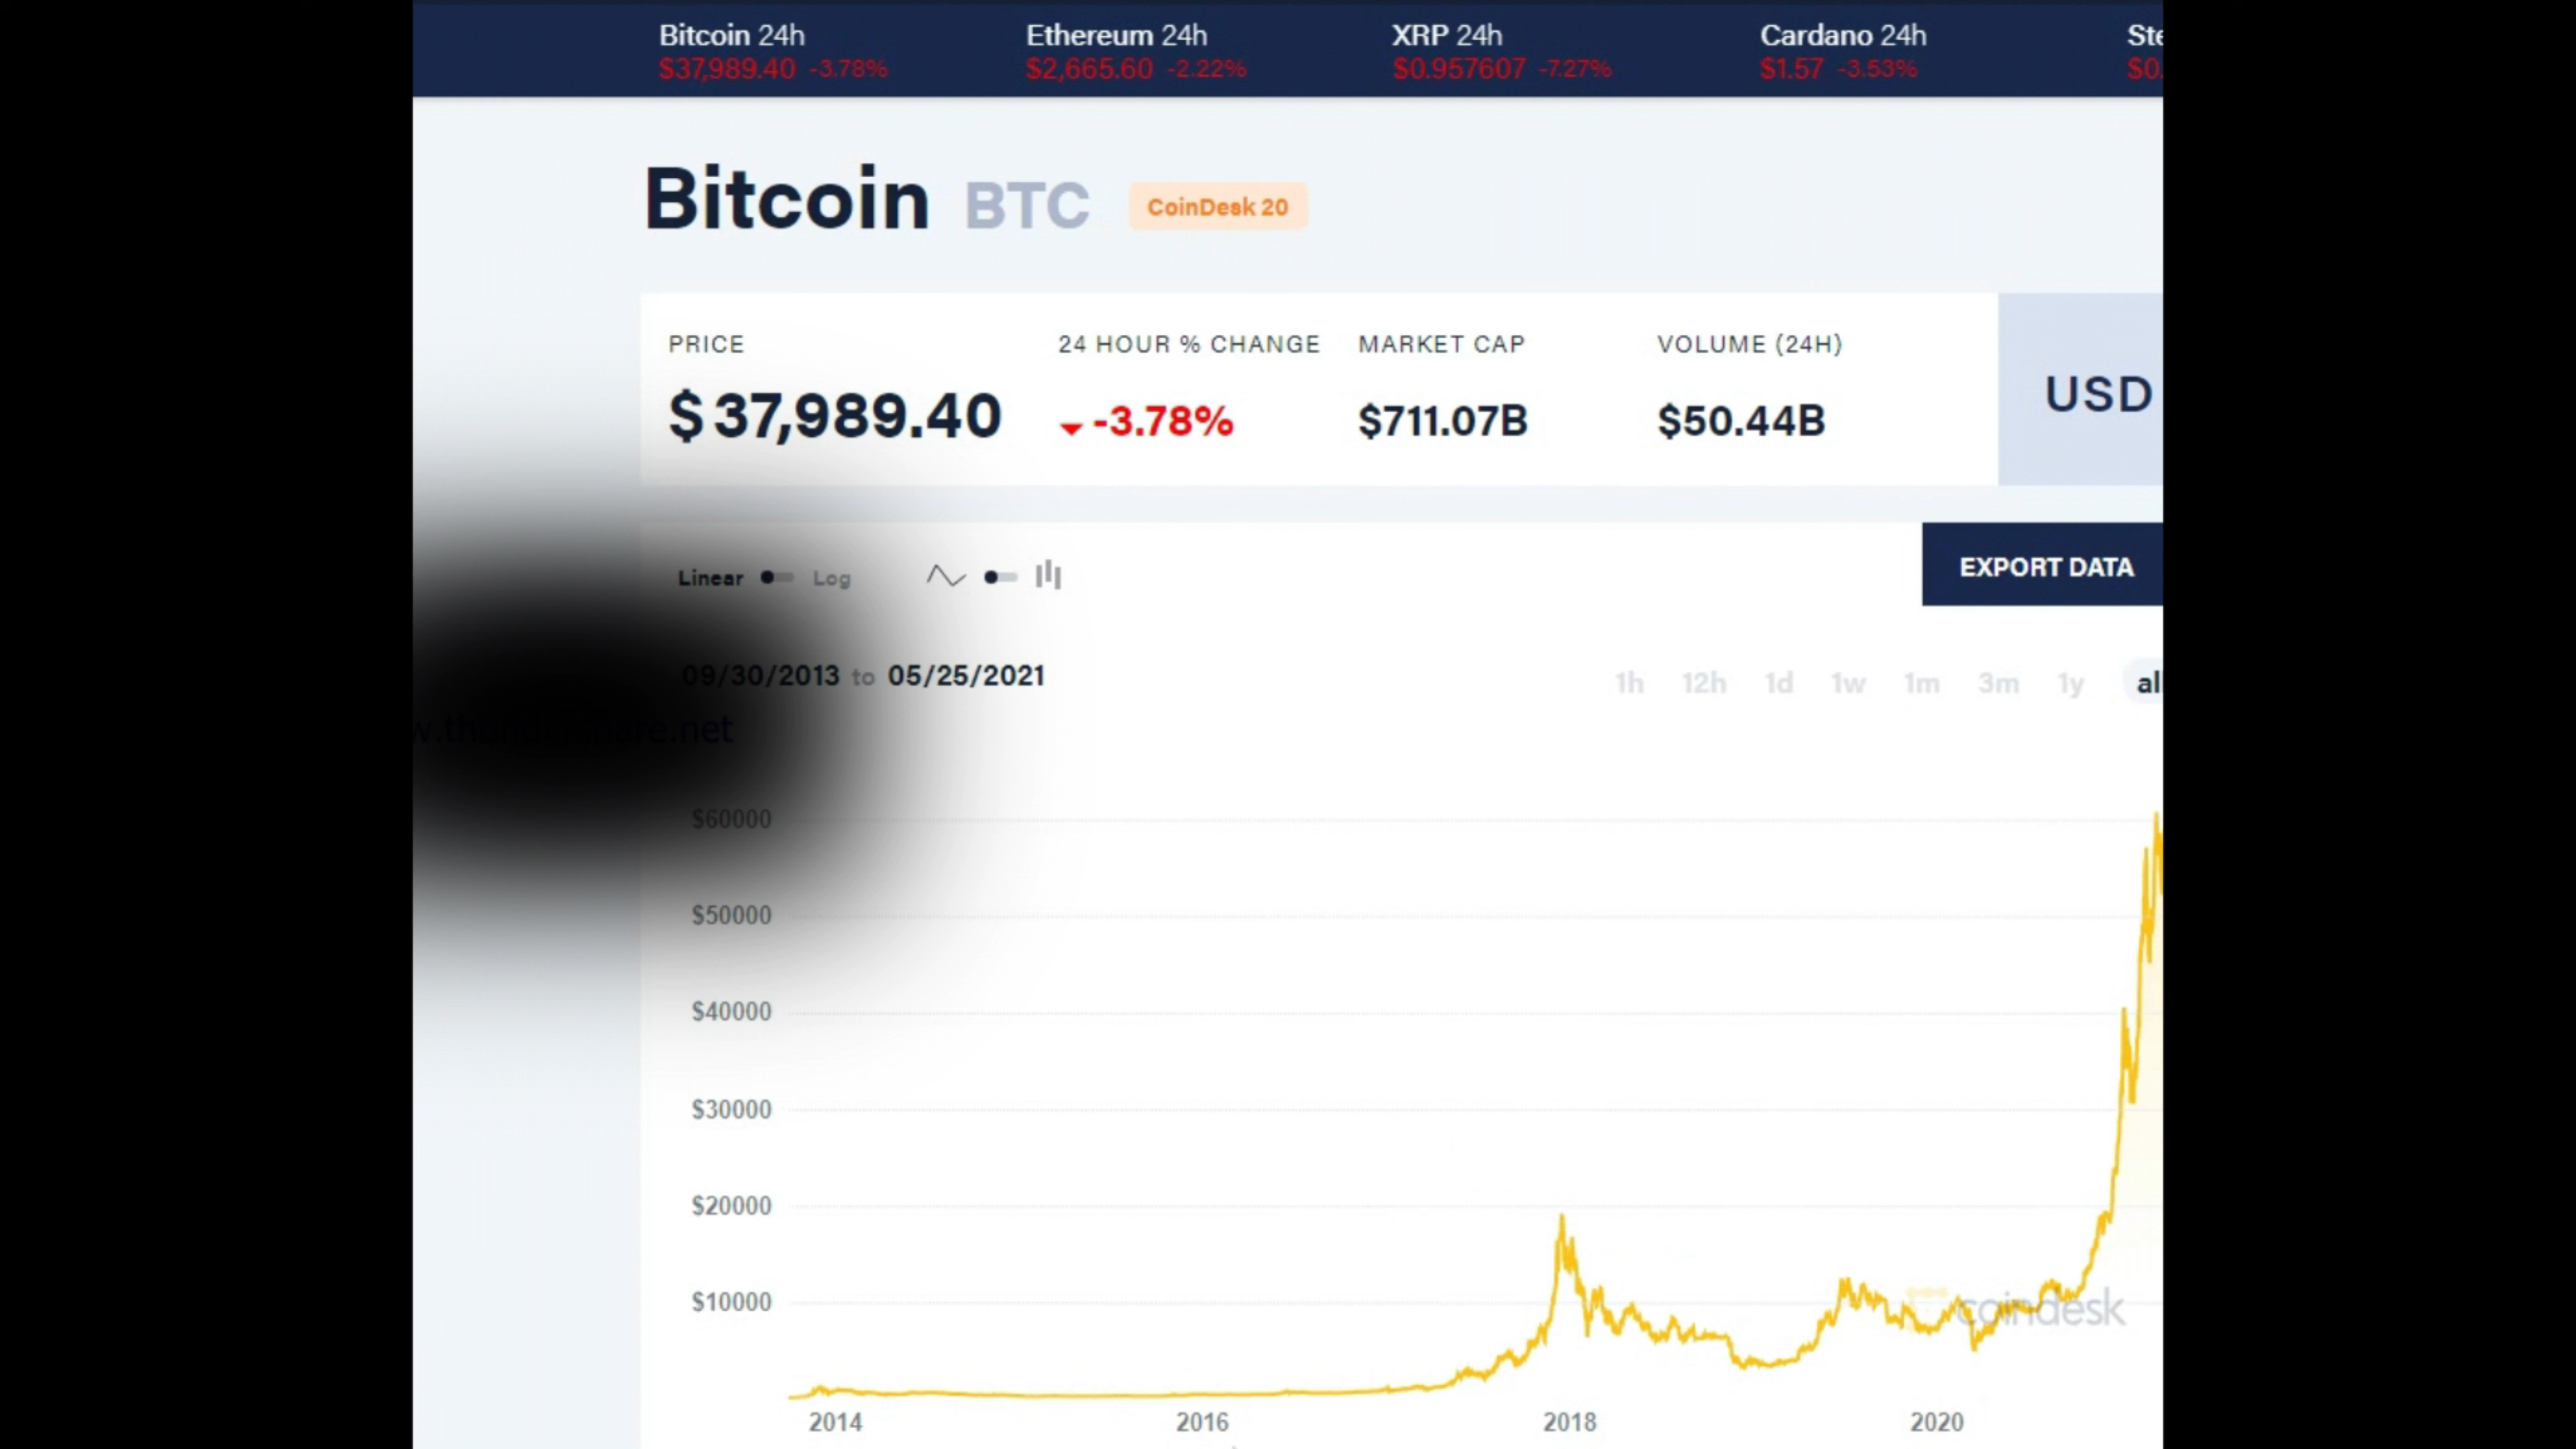 Bitcoin 24h Ethereum 24h XRP 24h Cardano 24h
$37,989.40 -3.78% $2,665.60 -2.22% $0.957607 -7.27% $1.57 -3.53%
Bitcoin BTC CoinDesk 20
PRICE 24 HOUR % CHANGE MARKET CAP VOLUME (24H)
$37,989.40 -3.78% $711.07B $50.44B USD
EXPORT DATA
Linear Log
09/30/2013 to 05/25/2021 1h 12h 1d 1w 1m 3m 1y
$60000
$50000
$40000
$30000
$20000
$10000
coindesk
2014 2016 2018 2020